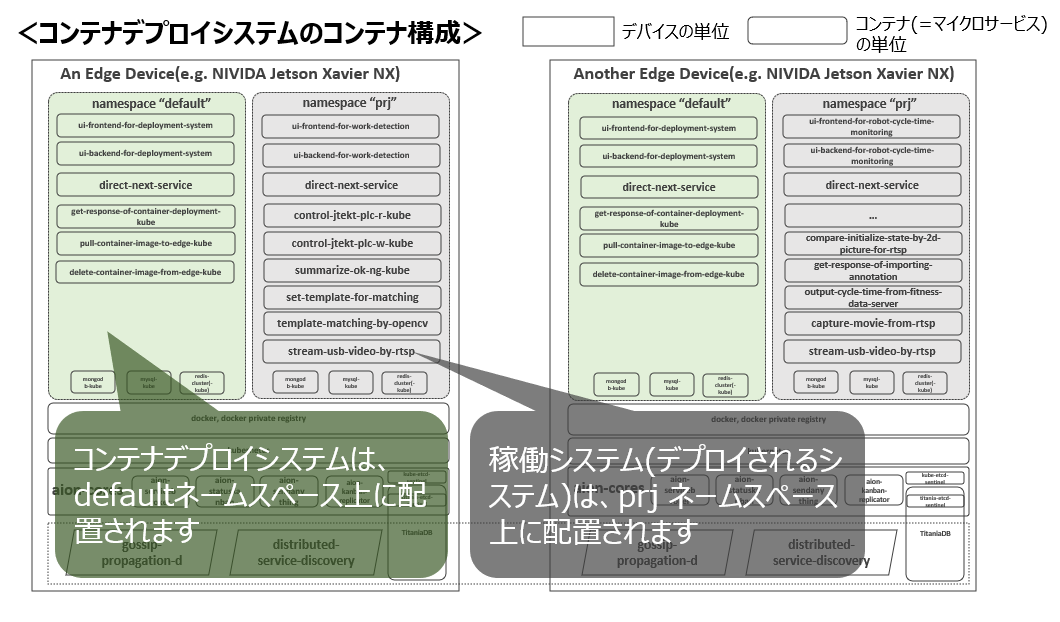 ＜コンテナデプロイシステムのコンテナ構成＞
デバイスの単位
コンテナ(=マイクロサービス)
の単位
An Edge Device(e.g. NIVIDA Jetson Xavier NX)
namespace “default”
ui-frontend-for-deployment-system
ui-backend-for-deployment-system
direct-next-service
get-response-of-container-deployment-
kube
pull-container-image-to-edge-kube
delete-container-image-from-edge-kube
mongod
b-kube
mysql-
kube
redis-
cluster(-
kube)
namespace “prj”
ui-frontend-for-work-detection
ui-backend-for-work-detection
direct-next-service
control-jtekt-plc-r-kube
control-jtekt-plc-w-kube
summarize-ok-ng-kube
set-template-for-matching
template-matching-by-opencv
stream-usb-video-by-rtsp
mongod
b-kube
mysql-
kube
redis-
cluster(-
kube)
docker, docker private registry
コンテナデプロイシステムは、
defaultネームスペース上に配
置されます
aion-cores
aion-
kanban-
replicator
kube-etcd-
TitaniaDB
gossip-
propagation-d
distributed-
service-discovery
Another Edge Device(e.g. NIVIDA Jetson Xavier NX)
namespace “default”
ui-frontend-for-deployment-system
ui-backend-for-deployment-system
direct-next-service
get-response-of-container-deployment-
kube
pull-container-image-to-edge-kube
delete-container-image-from-edge-kube
mongod
b-kube
mysql-
kube
redis-
cluster(-
kube)
namespace “prj”
ui-frontend-for-robot-cycle-time-
monitoring
ui-backend-for-robot-cycle-time-
monitoring
direct-next-service
...
compare-initialize-state-by-2d-
picture-for-rtsp
get-response-of-importing-
annotation
output-cycle-time-from-fitness-
data-server
capture-movie-from-rtsp
stream-usb-video-by-rtsp
mongod
b-kube
mysql-
kube
redis-
cluster(-
kube)
docker, docker private registry
稼働システム(デプロイされるシ
ステム)は、prj ネームスペース
上に配置されます
aion-cores
aion-
sendany
thing
aion-
kanban-
replicator
kube-etcd-
sentinel
titania-etcd-
sentinel
TitaniaDB
gossip-
propagation-d
distributed-
service-discovery